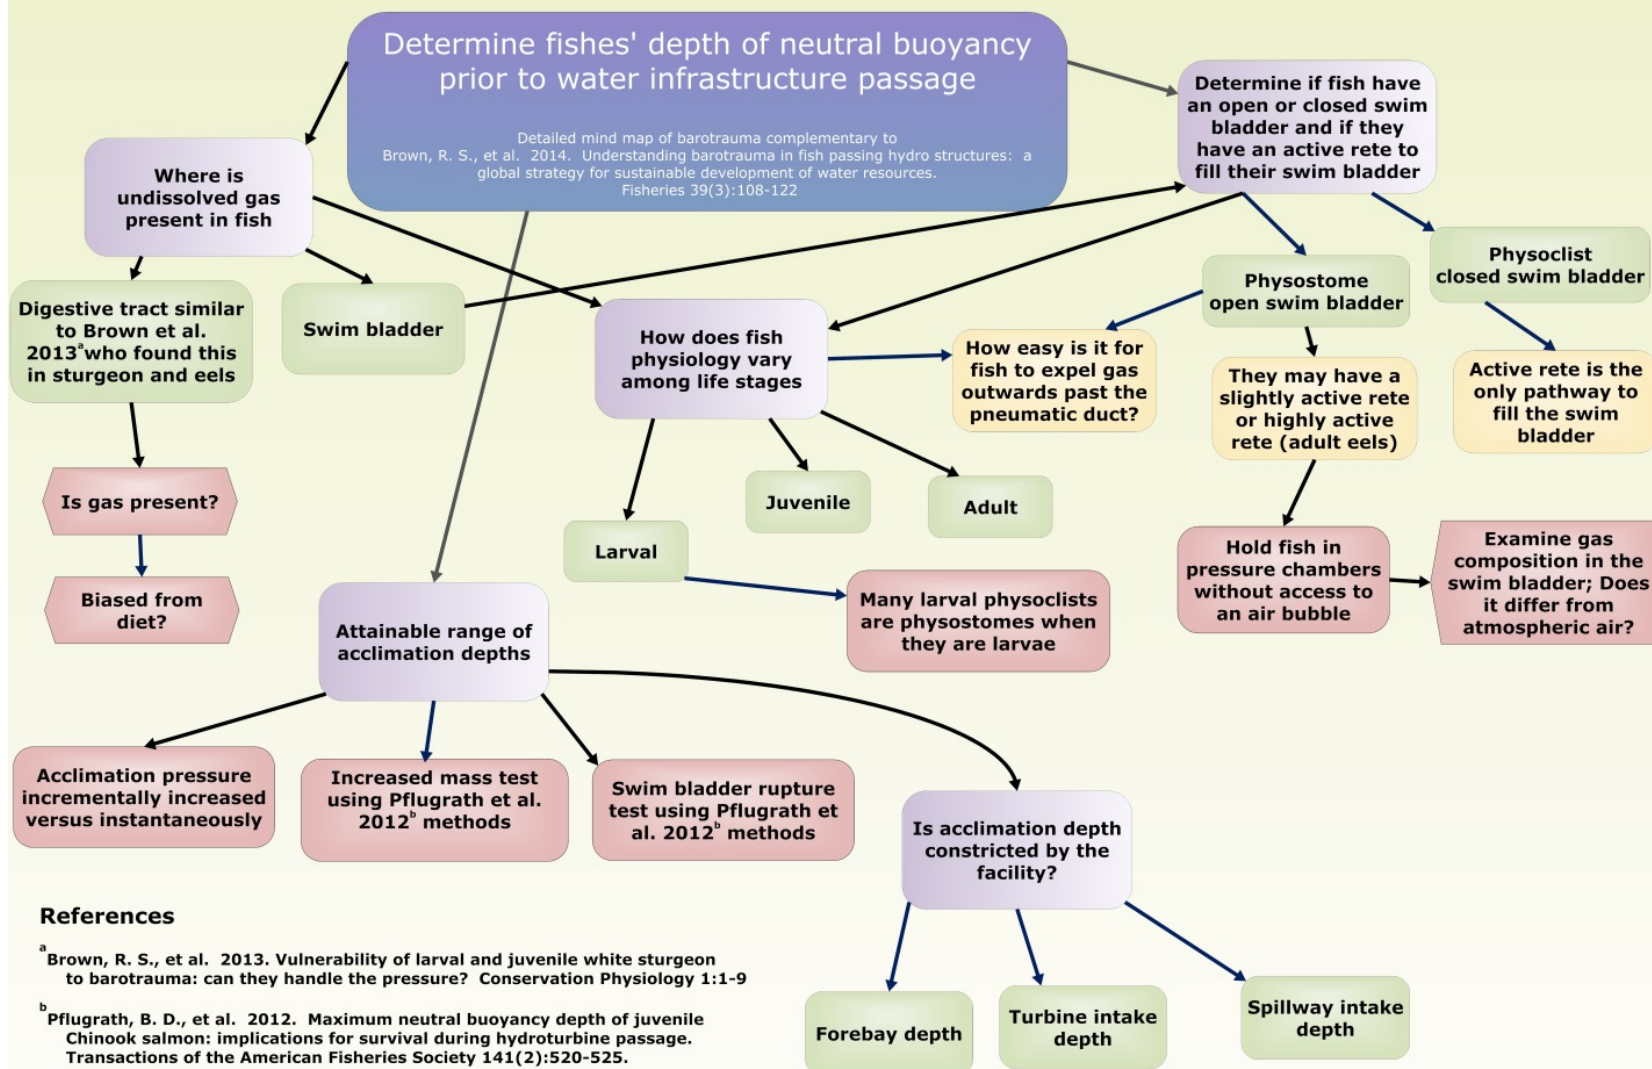 Determine fishes' depth of neutral buoyancy
prior to water infrastructure passage
Detailed mind map of barotrauma complementary to
Brown, R. S., et al.  2014.  Understanding barotrauma in fish passing hydro structures:  a
global strategy for sustainable development of water resources.
Fisheries 39(3):108-122
Determine if fish have
an open or closed swim
bladder and if they
have an active rete to
fill their swim bladder
Where is
undissolved gas
present in fish
Physoclist
closed swim bladder
Physostome
open swim bladder
Digestive tract similar
to Brown et al.
2013ᵃwho found this
in sturgeon and eels
Swim bladder
How does fish
physiology vary
among life stages
How easy is it for
fish to expel gas
outwards past the
pneumatic duct?
They may have a
slightly active rete
or highly active
rete (adult eels)
Active rete is the
only pathway to
fill the swim
bladder
Is gas present?
Juvenile
Adult
Larval
Hold fish in
pressure chambers
without access to
an air bubble
Examine gas
composition in the
swim bladder; Does
it differ from
atmospheric air?
Biased from
diet?
Attainable range of
acclimation depths
Many larval physoclists
are physostomes when
they are larvae
Acclimation pressure
incrementally increased
versus instantaneously
Increased mass test
using Pflugrath et al.
2012ᵇ methods
Swim bladder rupture
test using Pflugrath et
al. 2012ᵇ methods
Is acclimation depth
constricted by the
facility?
Forebay depth
Turbine intake
depth
Spillway intake
depth
References
ᵃBrown, R. S., et al.  2013. Vulnerability of larval and juvenile white sturgeon
to barotrauma: can they handle the pressure?  Conservation Physiology 1:1-9
ᵇPflugrath, B. D., et al.  2012.  Maximum neutral buoyancy depth of juvenile
Chinook salmon: implications for survival during hydroturbine passage.
Transactions of the American Fisheries Society 141(2):520-525.